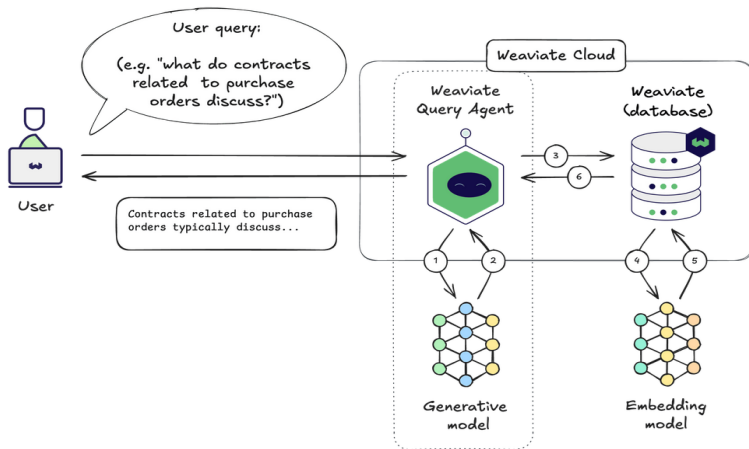 User query:
(e.g. "what do contracts
related to purchase
orders discuss?")
Weaviate Cloud
Weaviate
Query Agent
Weaviate
(database)
3
6
User
Contracts related to purchase
orders typically discuss...
1
2
4
5
Generative
model
Embedding
model